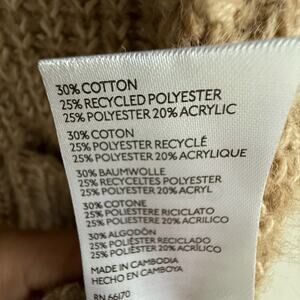 30% COTTON
25% RECYCLED POLYESTER
25% POLYESTER 20% ACRYLIC
30% COTON
25% POLYESTER RECYCLÉ
25% POLYESTER 20% ACRYLIQUE
30% BAUMWOLLE
25% RECYCELTES POLYESTER
25% POLYESTER 20% ACRYL
30% COTONE
25% POLIESTERE RICICLATO
25% POLIESTERE 20% ACRILICO
30% ALGODÓN
25% POLIÉSTER RECICLADO
25% POLIÉSTER 20% ACRÍLICO
MADE IN CAMBODIA
HECHO EN CAMBOYA
RN 66170